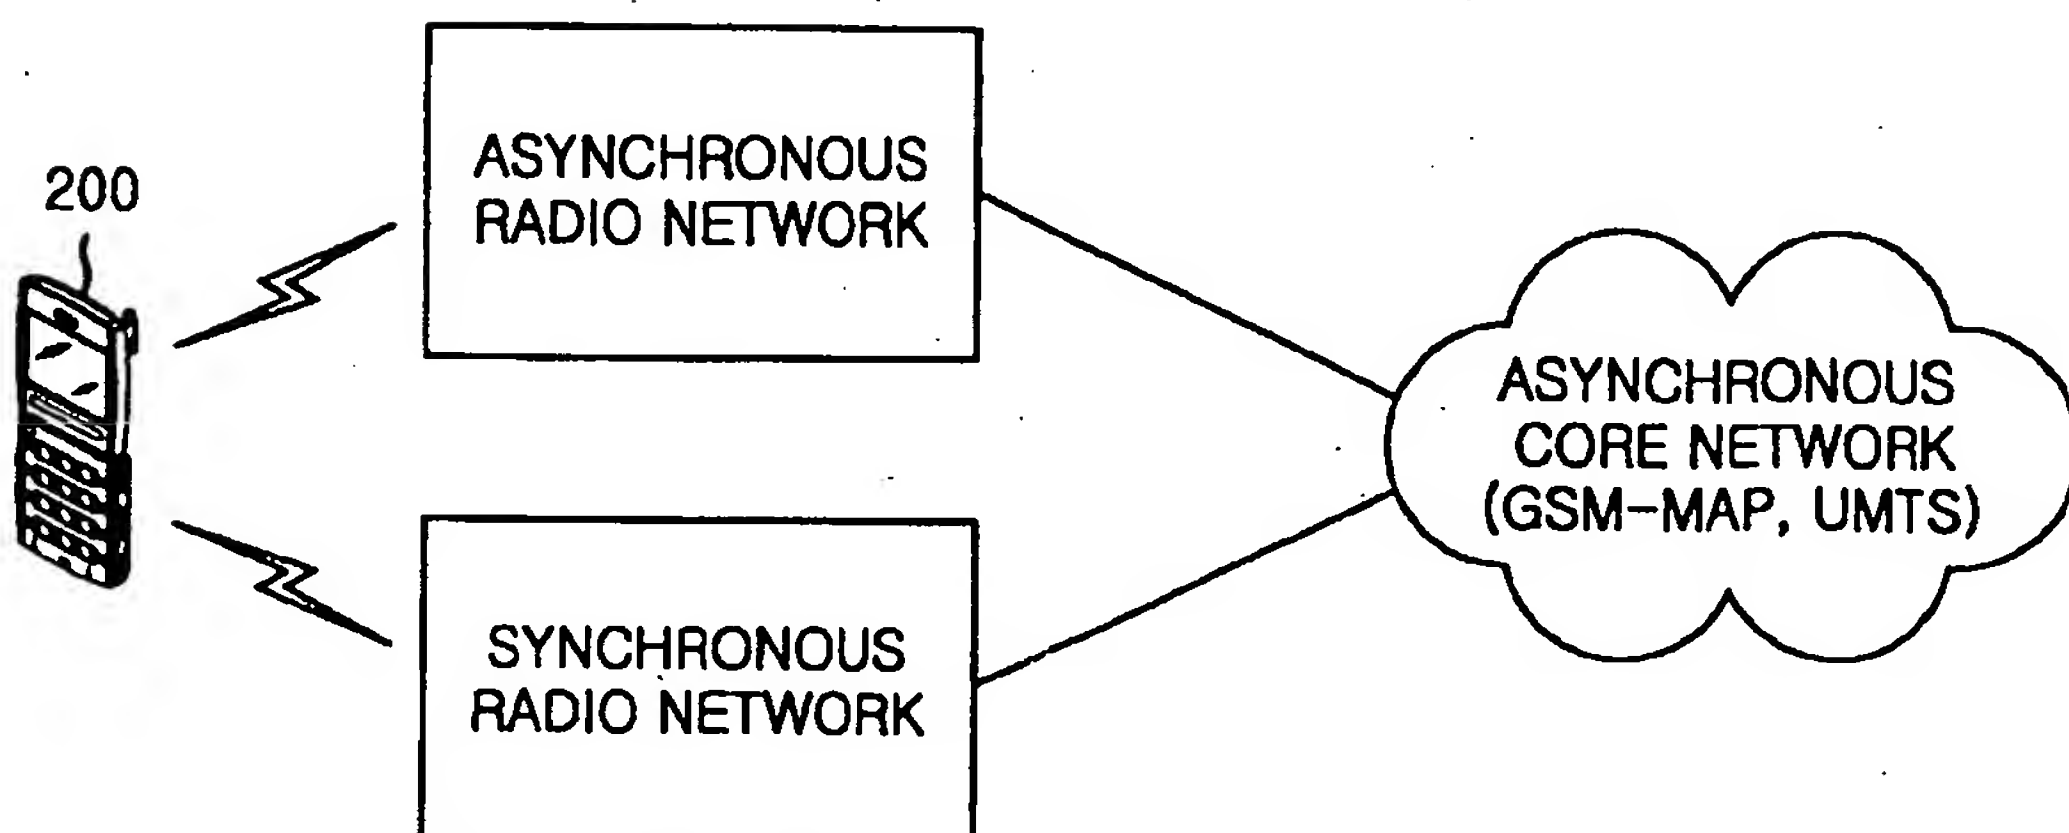 200
ASYNCHRONOUS
RADIO NETWORK
ASYNCHRONOUS
CORE NETWORK
(GSM-MAP, UMTS)
SYNCHRONOUS
RADIO NETWORK